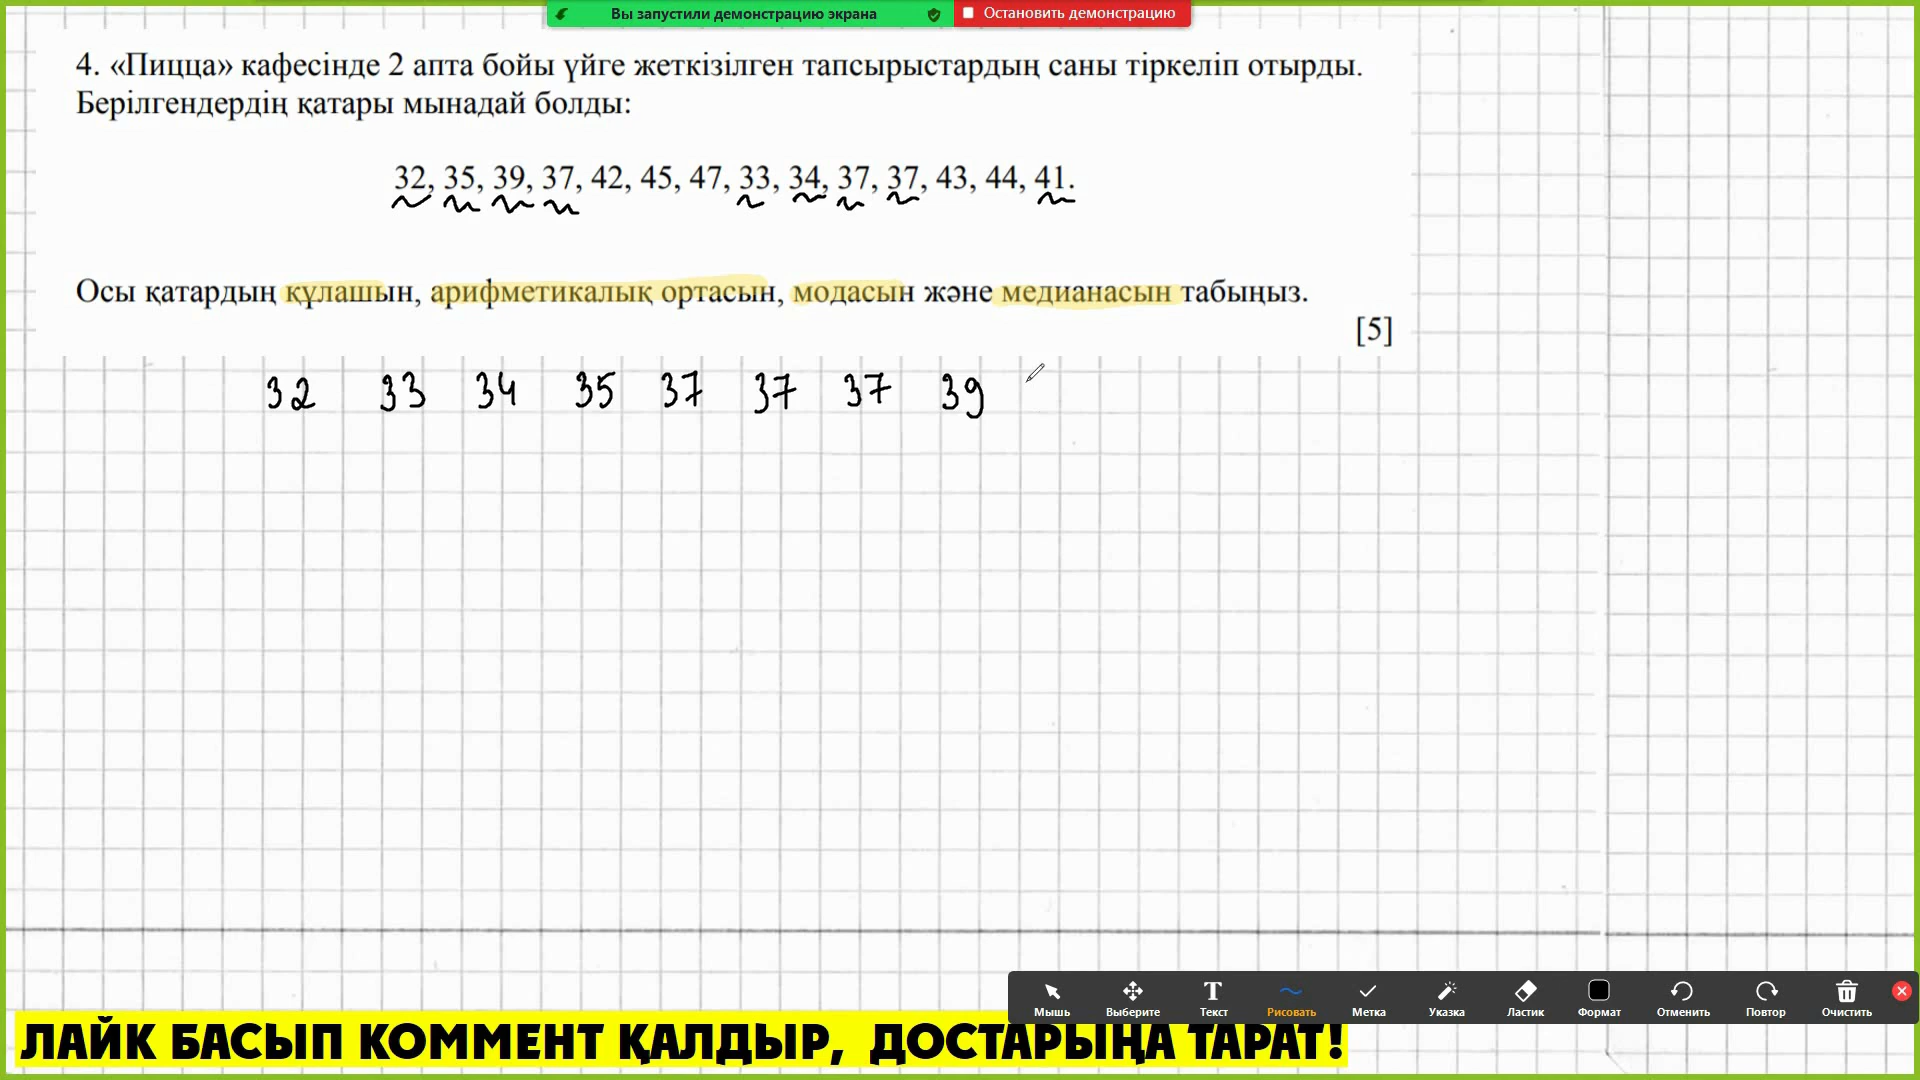 Вы запустили демонстрацию экрана Остановить демонстрацию
4. «Пицца» кафесінде 2 апта бойы үйге жеткізілген тапсырыстардың саны тіркеліп отырды.
Берілгендердің қатары мынадай болды:
32, 35, 39, 37, 42, 45, 47, 33, 34, 37, 37, 43, 44, 41.
Осы қатардың құлашын, арифметикалық ортасын, модасын және медианасын табыңыз.
[5]
32 33 34 35 37 37 37 39
Мышь Выберите Текст Рисовать Метка Указка Ластик Формат Отменить Повтор Очистить
ЛАЙК БАСЫП КОММЕНТ ҚАЛДЫР, ДОСТАРЫҢА ТАРАТ!